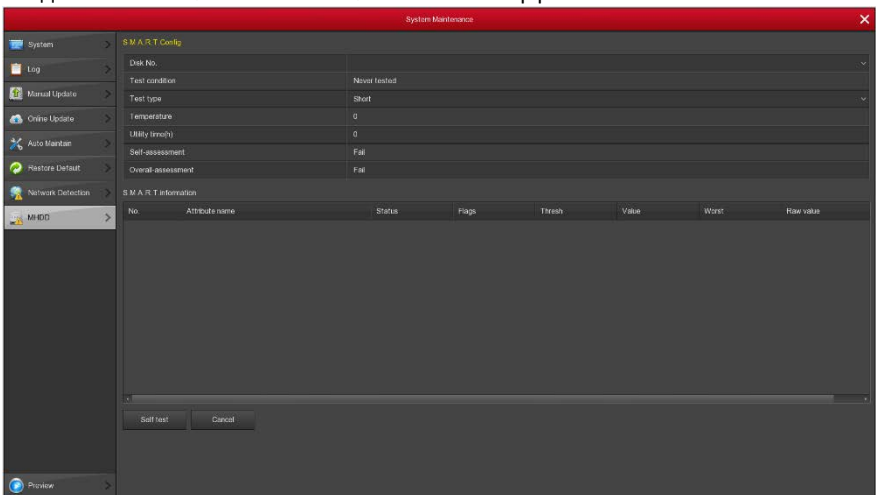 System Maintenance
System
Log
Manual Update
Online Update
Auto Maintain
Restore Default
Network Detection
MHDD
Preview
S.M.A.R.T Config
Disk No.
Test condition Never tested
Test type Short
Temperature 0
Utility time(h) 0
Self-assessment Fail
Overall-assessment Fail
S.M.A.R.T information
No. Attribute name Status Flags Thresh Value Worst Raw value
Self test Cancel